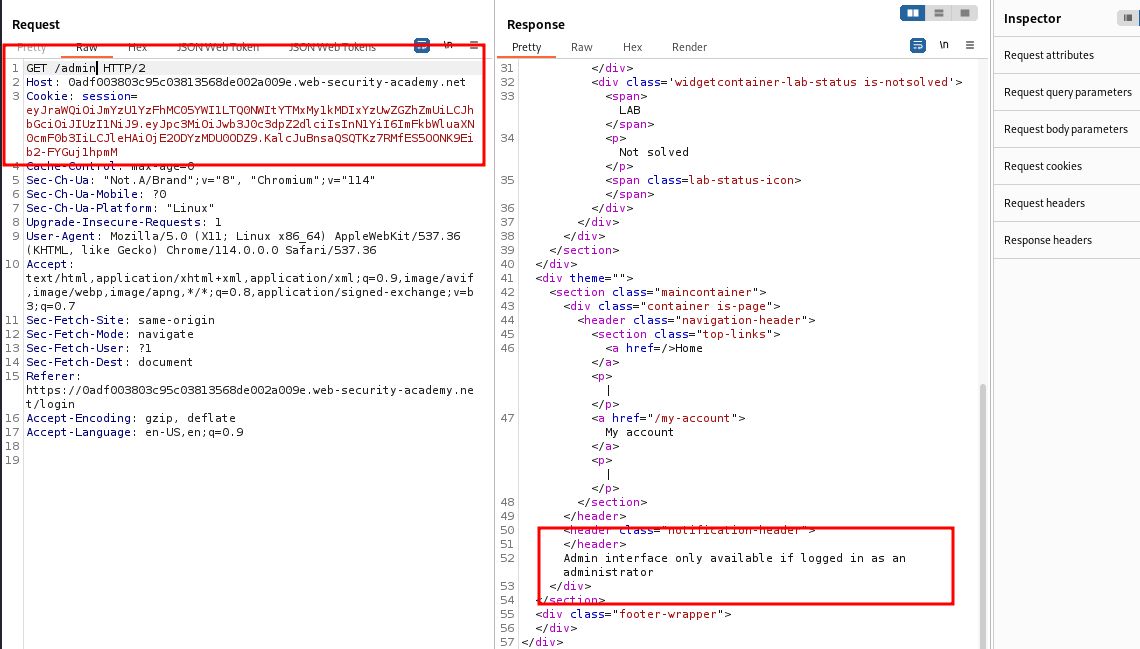 Request
Pretty Raw Hex JSON Web Token JSON Web Tokens \n
1 GET /admin HTTP/2
2 Host: 0adf003803c95c03813568de002a009e.web-security-academy.net
3 Cookie: session=
b2-FYGuj1hpmM
4 Cache-Control: max-age=0
5 Sec-Ch-Ua: "Not.A/Brand";v="8", "Chromium";v="114"
6 Sec-Ch-Ua-Mobile: ?0
7 Sec-Ch-Ua-Platform: "Linux"
8 Upgrade-Insecure-Requests: 1
9 User-Agent: Mozilla/5.0 (X11; Linux x86_64) AppleWebKit/537.36
(KHTML, like Gecko) Chrome/114.0.0.0 Safari/537.36
10 Accept:
text/html,application/xhtml+xml,application/xml;q=0.9,image/avif
,image/webp,image/apng,*/*;q=0.8,application/signed-exchange;v=b
3;q=0.7
11 Sec-Fetch-Site: same-origin
12 Sec-Fetch-Mode: navigate
13 Sec-Fetch-User: ?1
14 Sec-Fetch-Dest: document
15 Referer:
https://0adf003803c95c03813568de002a009e.web-security-academy.ne
t/login
16 Accept-Encoding: gzip, deflate
17 Accept-Language: en-US,en;q=0.9
18
19
Response
Pretty Raw Hex Render \n
31 </div>
32 <div class='widgetcontainer-lab-status is-notsolved'>
33 <span>
LAB
</span>
34 <p>
Not solved
</p>
35 <span class=lab-status-icon>
</span>
36 </div>
37 </div>
38 </div>
39 </section>
40 </div>
41 <div theme="">
42 <section class="maincontainer">
43 <div class="container is-page">
44 <header class="navigation-header">
45 <section class="top-links">
46 <a href=/>Home
</a>
<p>
|
</p>
47 <a href="/my-account">
My account
</a>
<p>
|
</p>
48 </section>
49 </header>
50 <header class="notification-header">
51 </header>
52 Admin interface only available if logged in as an
administrator
53 </div>
54 </section>
55 <div class="footer-wrapper">
56 </div>
57 </div>
Inspector
Request attributes
Request query parameters
Request body parameters
Request cookies
Request headers
Response headers